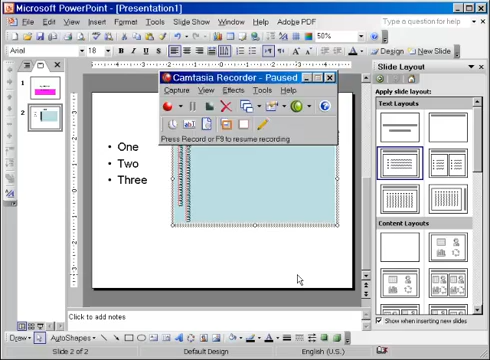 Microsoft PowerPoint - [Presentation1]
File Edit View Insert Format Tools Slide Show Window Help Adobe PDF
Type a question for help
50%
Arial 18 B I U S Design New Slide
Slide Layout
Camtasia Recorder - Paused
Capture View Effects Tools Help
Press Record or F9 to resume recording
Apply slide layout:
Text Layouts
1
2
• One
• Two
• Three
Content Layouts
Show when inserting new slides
Click to add notes
Draw AutoShapes
Slide 2 of 2 Default Design English (U.S.)